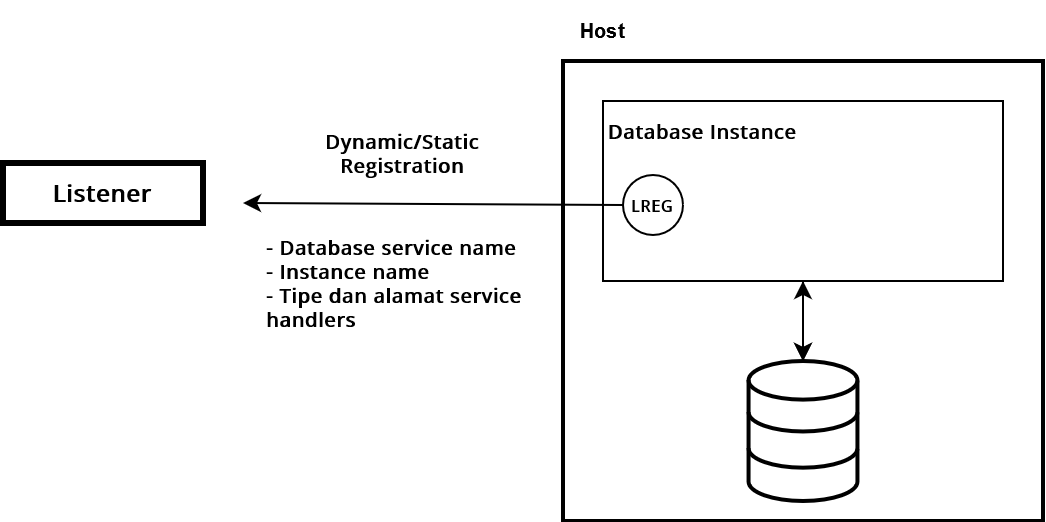 Host
Database Instance
Dynamic/Static
Registration
Listener
LREG
- Database service name
- Instance name
- Tipe dan alamat service
handlers